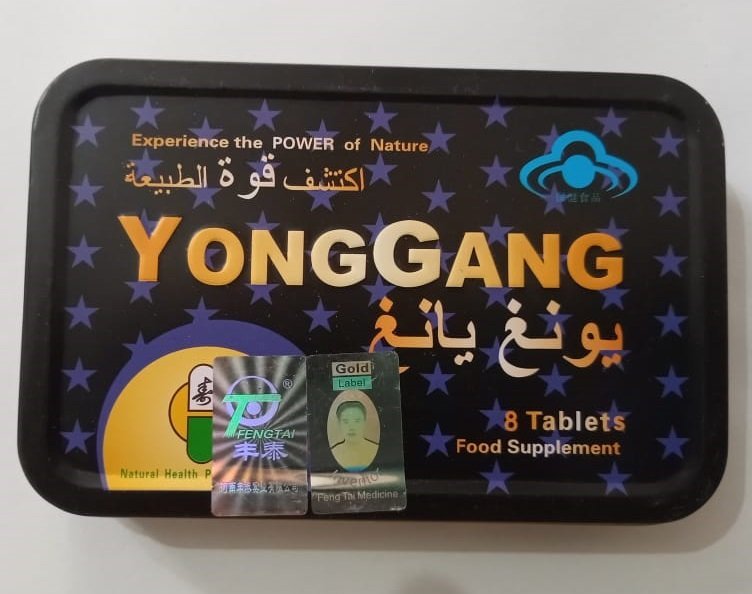 Experience the POWER of Nature
اكتشف قوة الطبيعة
YONGGANG
يونغ يانغ
8 Tablets
Food Supplement
寿
Natural Health P
®
FENGTAI
丰泰
Gold
Label
Feng Tai Medicine